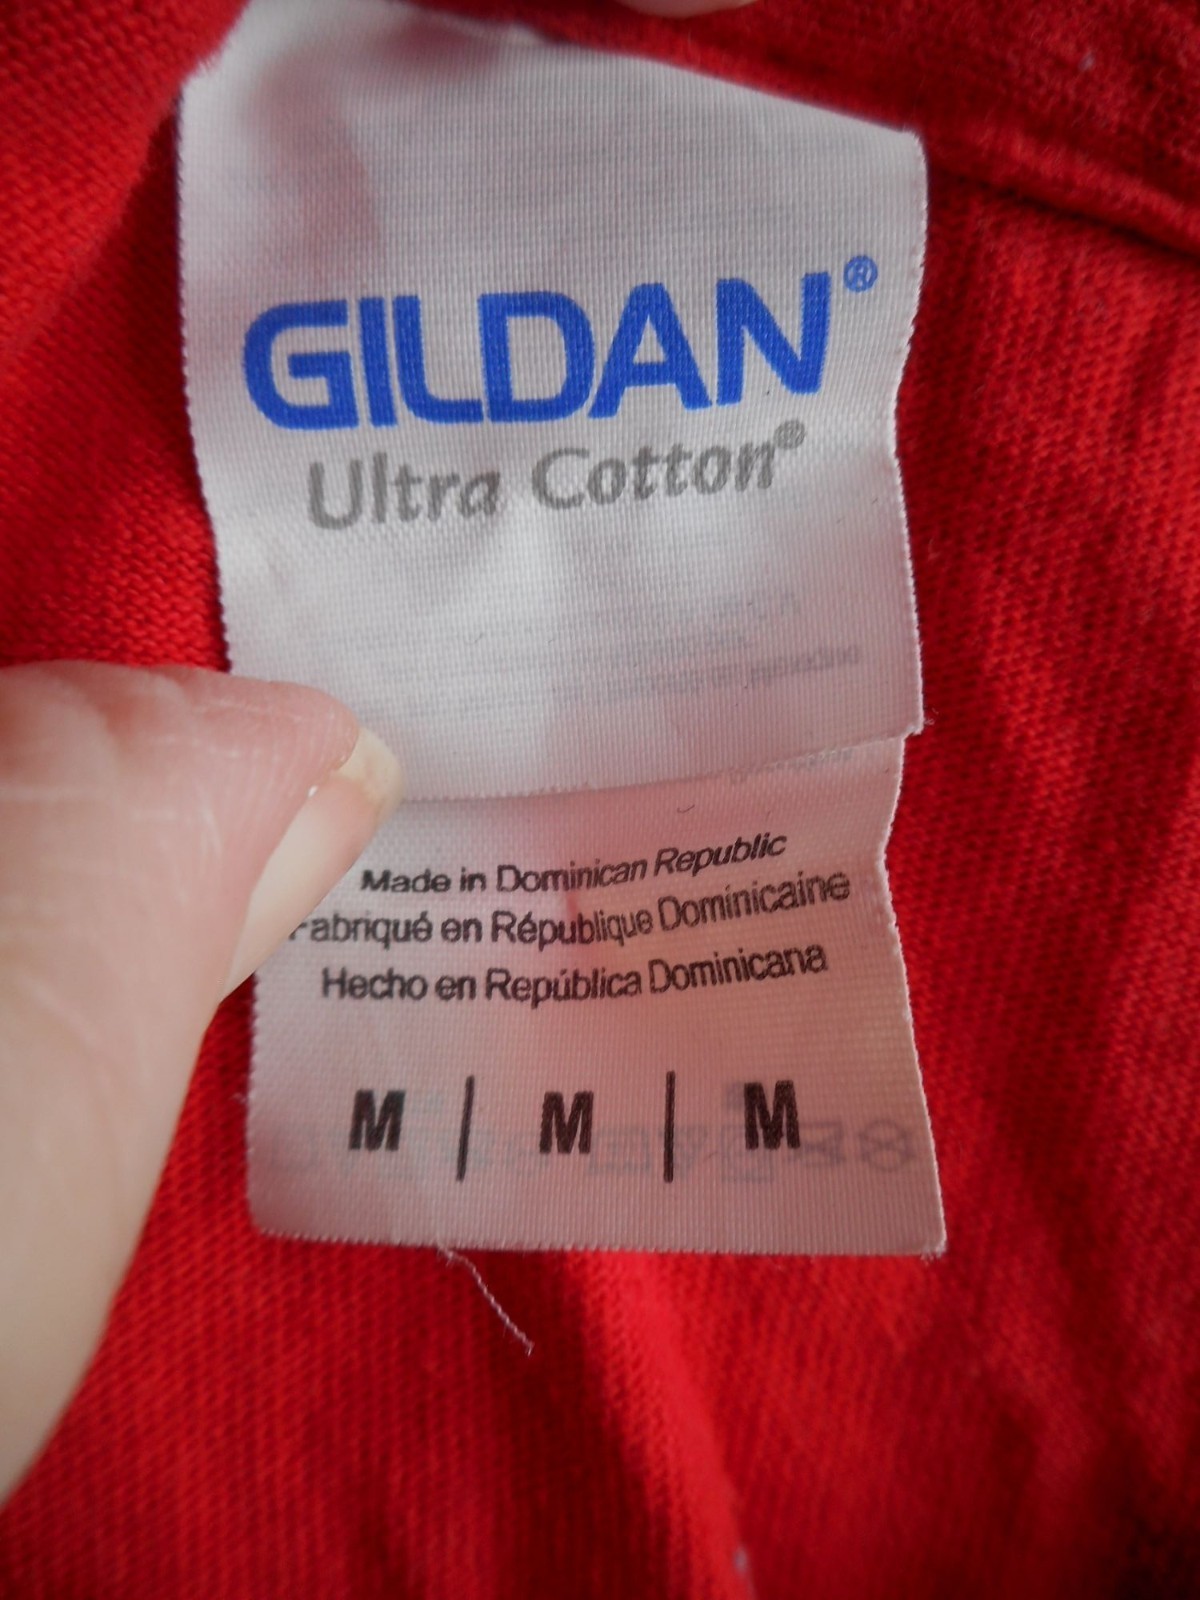 GILDAN®
Ultra Cotton®
Made in Dominican Republic
Fabriqué en République Dominicaine
Hecho en República Dominicana
M | M | M